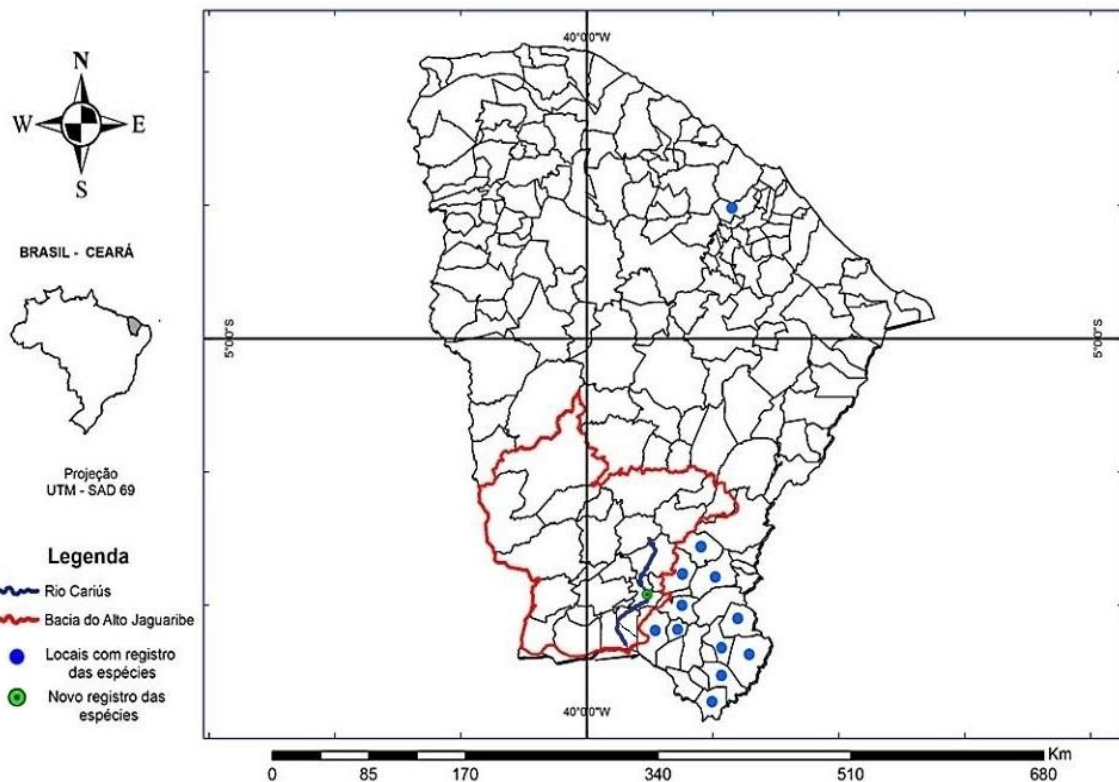 N
W E
S
BRASIL - CEARÁ
Projeção
UTM - SAD 69
Legenda
Rio Cariús
Bacia do Alto Jaguaribe
Locais com registro
das espécies
Novo registro das
espécies
40°0'0"W
5°0'0"S
5°0'0"S
40°0'0"W
Km
0 85 170 340 510 680